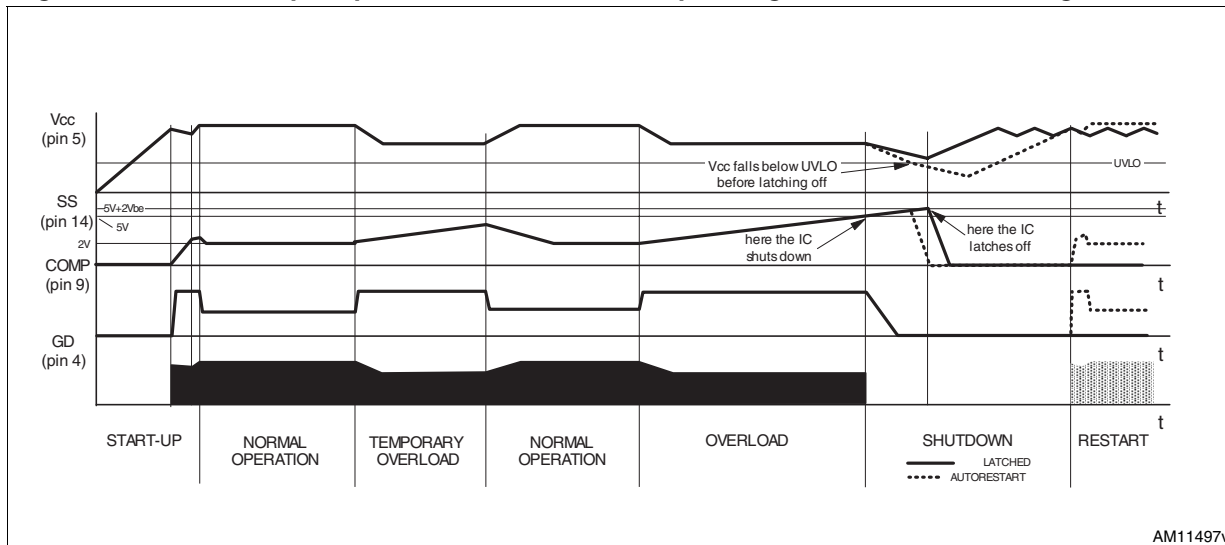 Vcc
(pin 5)
UVLO
Vcc falls below UVLO
before latching off
SS
(pin 14)
5V+2Vbe
5V
2V
t
here the IC
shuts down
here the IC
latches off
COMP
(pin 9)
t
GD
(pin 4)
t
t
START-UP
NORMAL
OPERATION
TEMPORARY
OVERLOAD
NORMAL
OPERATION
OVERLOAD
SHUTDOWN
LATCHED
AUTORESTART
RESTART